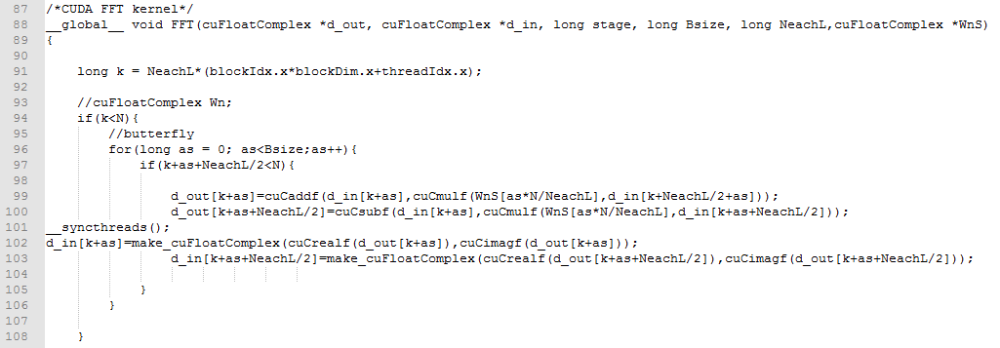 87 /*CUDA FFT kernel*/
88 __global__ void FFT(cuFloatComplex *d_out, cuFloatComplex *d_in, long stage, long Bsize, long NeachL,cuFloatComplex *WnS)
89 {
90
91 long k = NeachL*(blockIdx.x*blockDim.x+threadIdx.x);
92
93 //cuFloatComplex Wn;
94 if(k<N){
95 //butterfly
96 for(long as = 0; as<Bsize;as++){
97 if(k+as+NeachL/2<N){
98
99 d_out[k+as]=cuCaddf(d_in[k+as],cuCmulf(WnS[as*N/NeachL],d_in[k+NeachL/2+as]));
100 d_out[k+as+NeachL/2]=cuCsubf(d_in[k+as],cuCmulf(WnS[as*N/NeachL],d_in[k+as+NeachL/2]));
101 __syncthreads();
102 d_in[k+as]=make_cuFloatComplex(cuCrealf(d_out[k+as]),cuCimagf(d_out[k+as]));
103 d_in[k+as+NeachL/2]=make_cuFloatComplex(cuCrealf(d_out[k+as+NeachL/2]),cuCimagf(d_out[k+as+NeachL/2]));
104
105 }
106 }
107
108 }